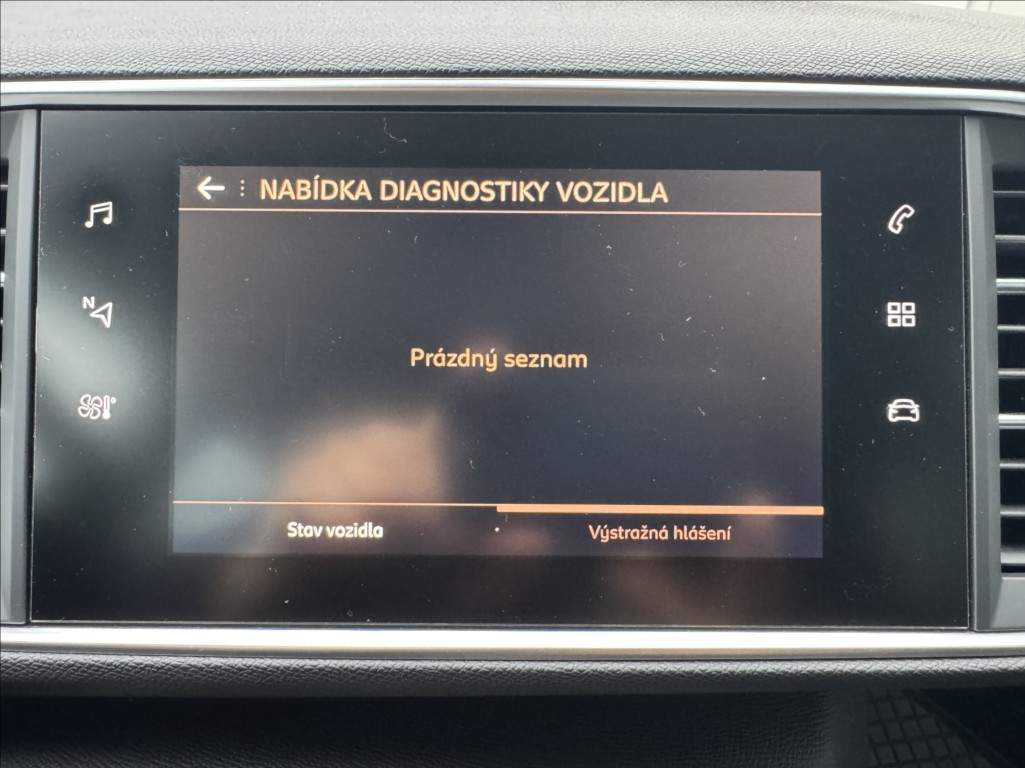 NABÍDKA DIAGNOSTIKY VOZIDLA
N
Prázdný seznam
Stav vozidla
Výstražná hlášení